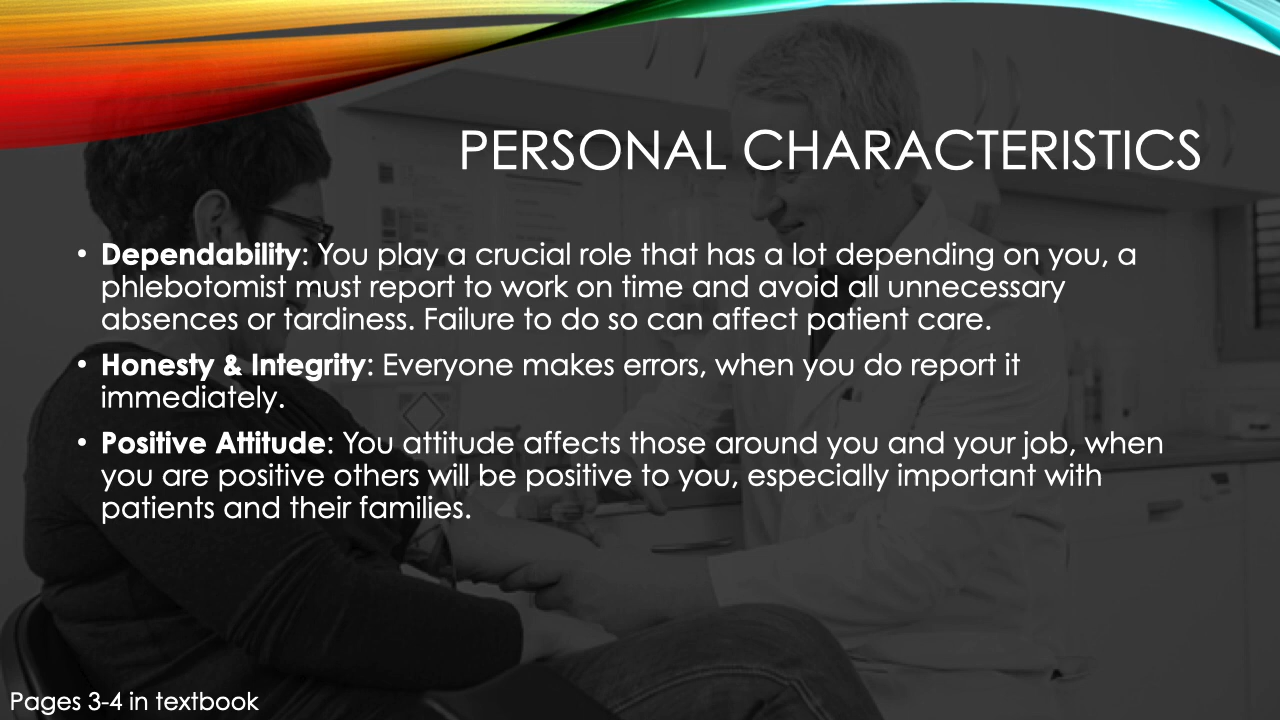 PERSONAL CHARACTERISTICS
• Dependability: You play a crucial role that has a lot depending on you, a
phlebotomist must report to work on time and avoid all unnecessary
absences or tardiness. Failure to do so can affect patient care.
• Honesty & Integrity: Everyone makes errors, when you do report it
immediately.
• Positive Attitude: You attitude affects those around you and your job, when
you are positive others will be positive to you, especially important with
patients and their families.
Pages 3-4 in textbook